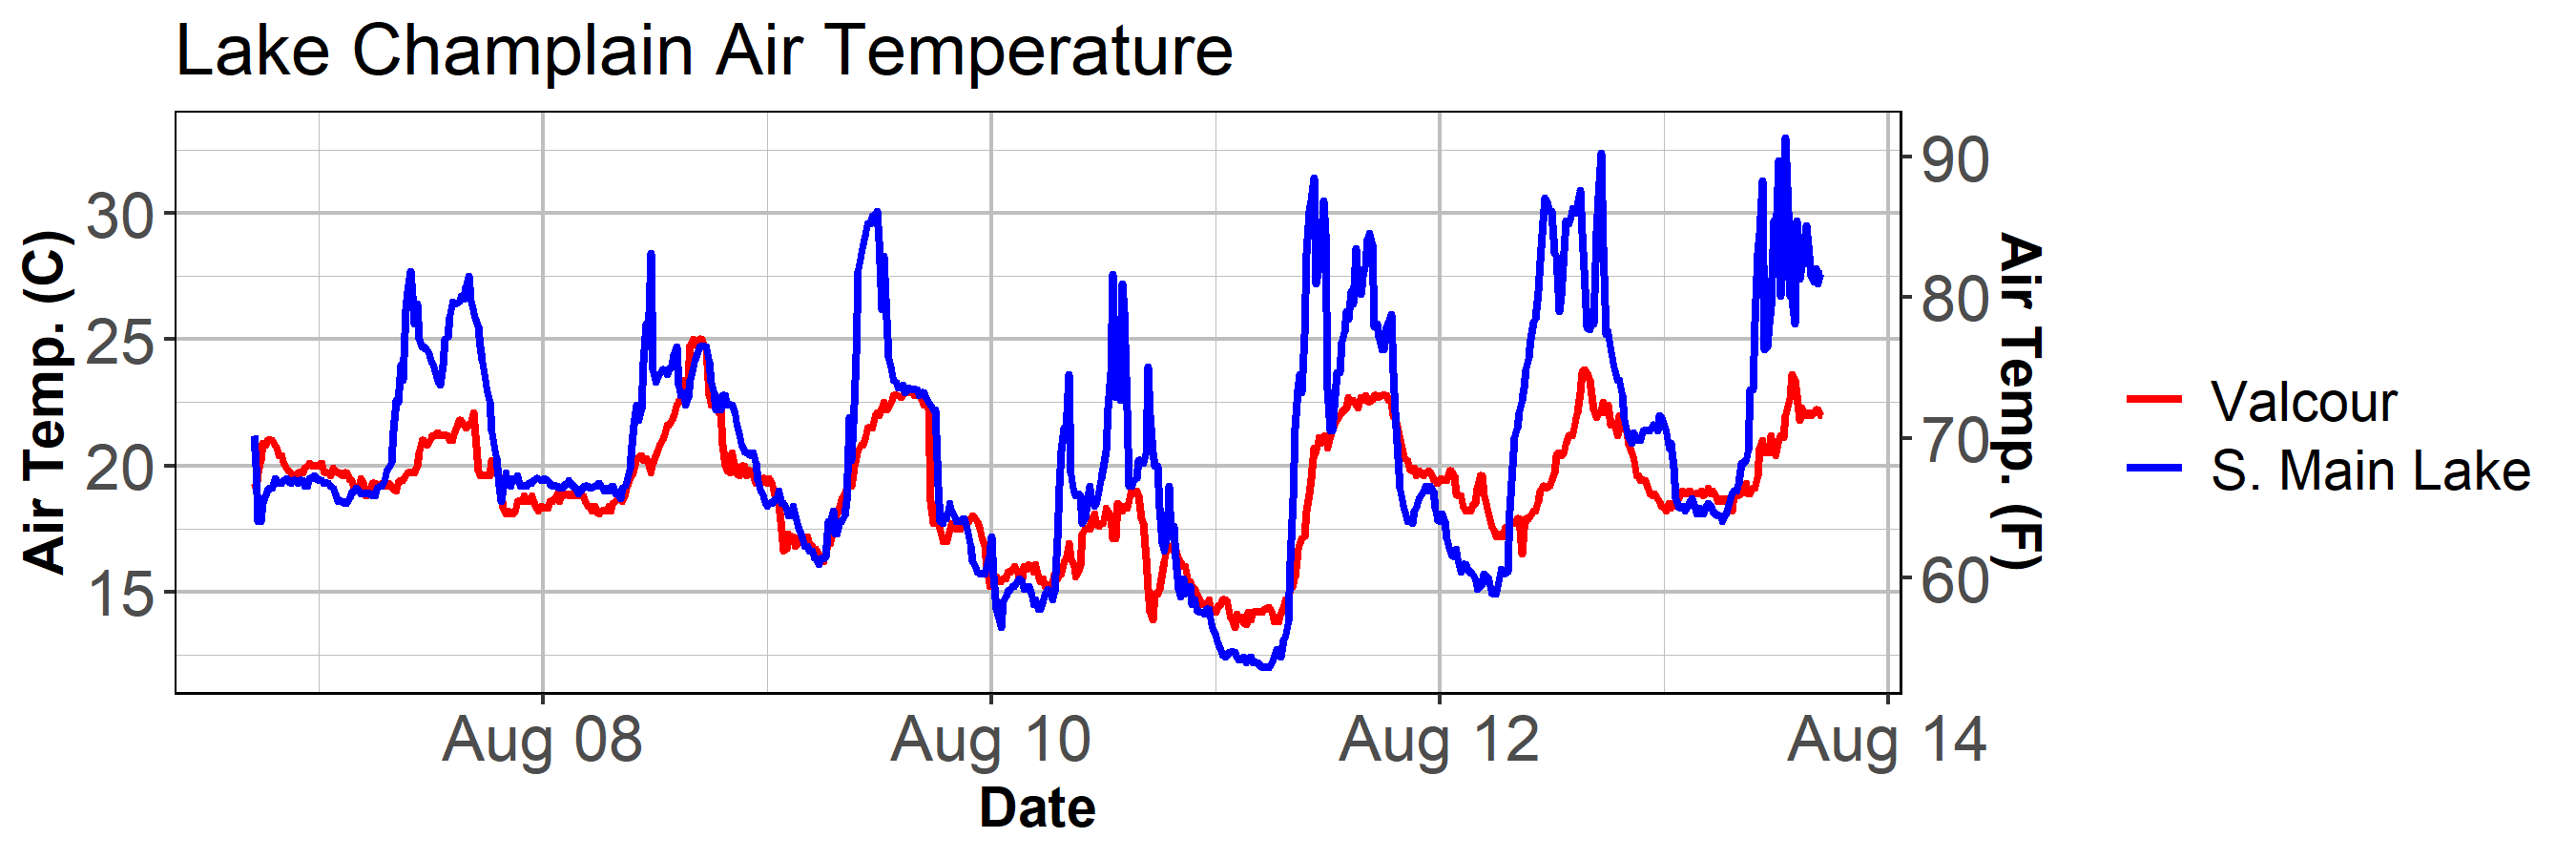 Lake Champlain Air Temperature
Air Temp. (C)
30
25
20
15
90
80
70
60
Air Temp. (F)
Aug 08
Aug 10
Aug 12
Aug 14
Date
Valcour
S. Main Lake